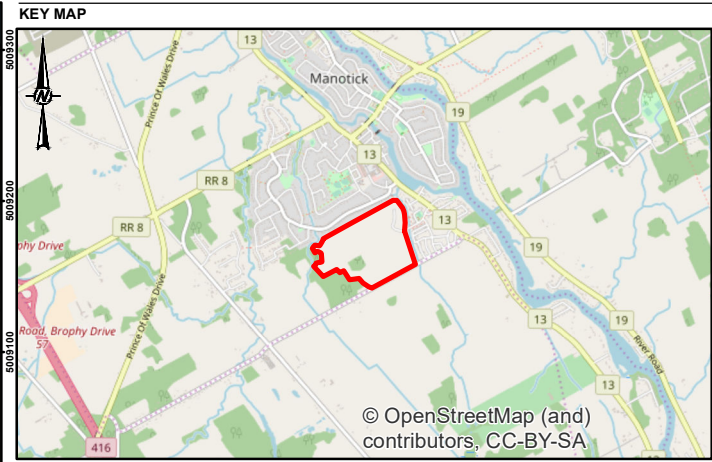 KEY MAP
5009300
5009200
5009100
N
13
Prince Of Wales Drive
Manotick
19
13
RR 8
RR 8
13
19
phy Drive
Road, Brophy Drive
57
Prince Of Wales Drive
13
19
River Road
13
416
© OpenStreetMap (and)
contributors, CC-BY-SA